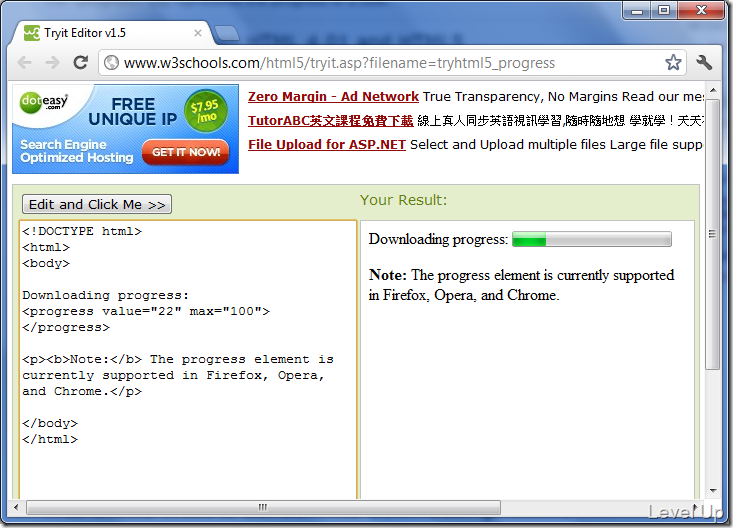 Tryit Editor v1.5
www.w3schools.com/html5/tryit.asp?filename=tryhtml5_progress
doteasy.com
FREE
UNIQUE IP
$7.95
/mo
Search Engine
Optimized Hosting
GET IT NOW!
Zero Margin - Ad Network True Transparency, No Margins Read our mes
TutorABC英文課程免費下載 線上真人同步英語視訊學習,隨時隨地想 學就學！天天
File Upload for ASP.NET Select and Upload multiple files Large file supp
Edit and Click Me >>
Your Result:
<!DOCTYPE html>
<html>
<body>
Downloading progress:
<progress value="22" max="100">
</progress>
<p><b>Note:</b> The progress element is
currently supported in Firefox, Opera,
and Chrome.</p>
</body>
</html>
Downloading progress:
Note: The progress element is currently supported
in Firefox, Opera, and Chrome.
Level Up